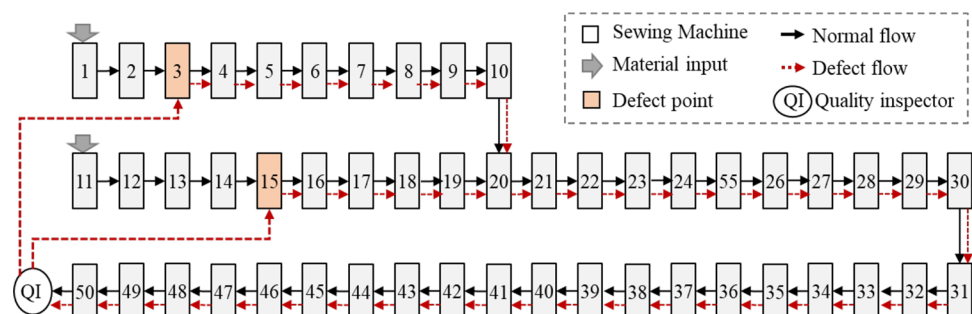 1 2 3 4 5 6 7 8 9 10
Sewing Machine
Normal flow
Material input
Defect flow
Defect point
QI Quality inspector
11 12 13 14 15 16 17 18 19 20 21 22 23 24 55 26 27 28 29 30
QI 50 49 48 47 46 45 44 43 42 41 40 39 38 37 36 35 34 33 32 31